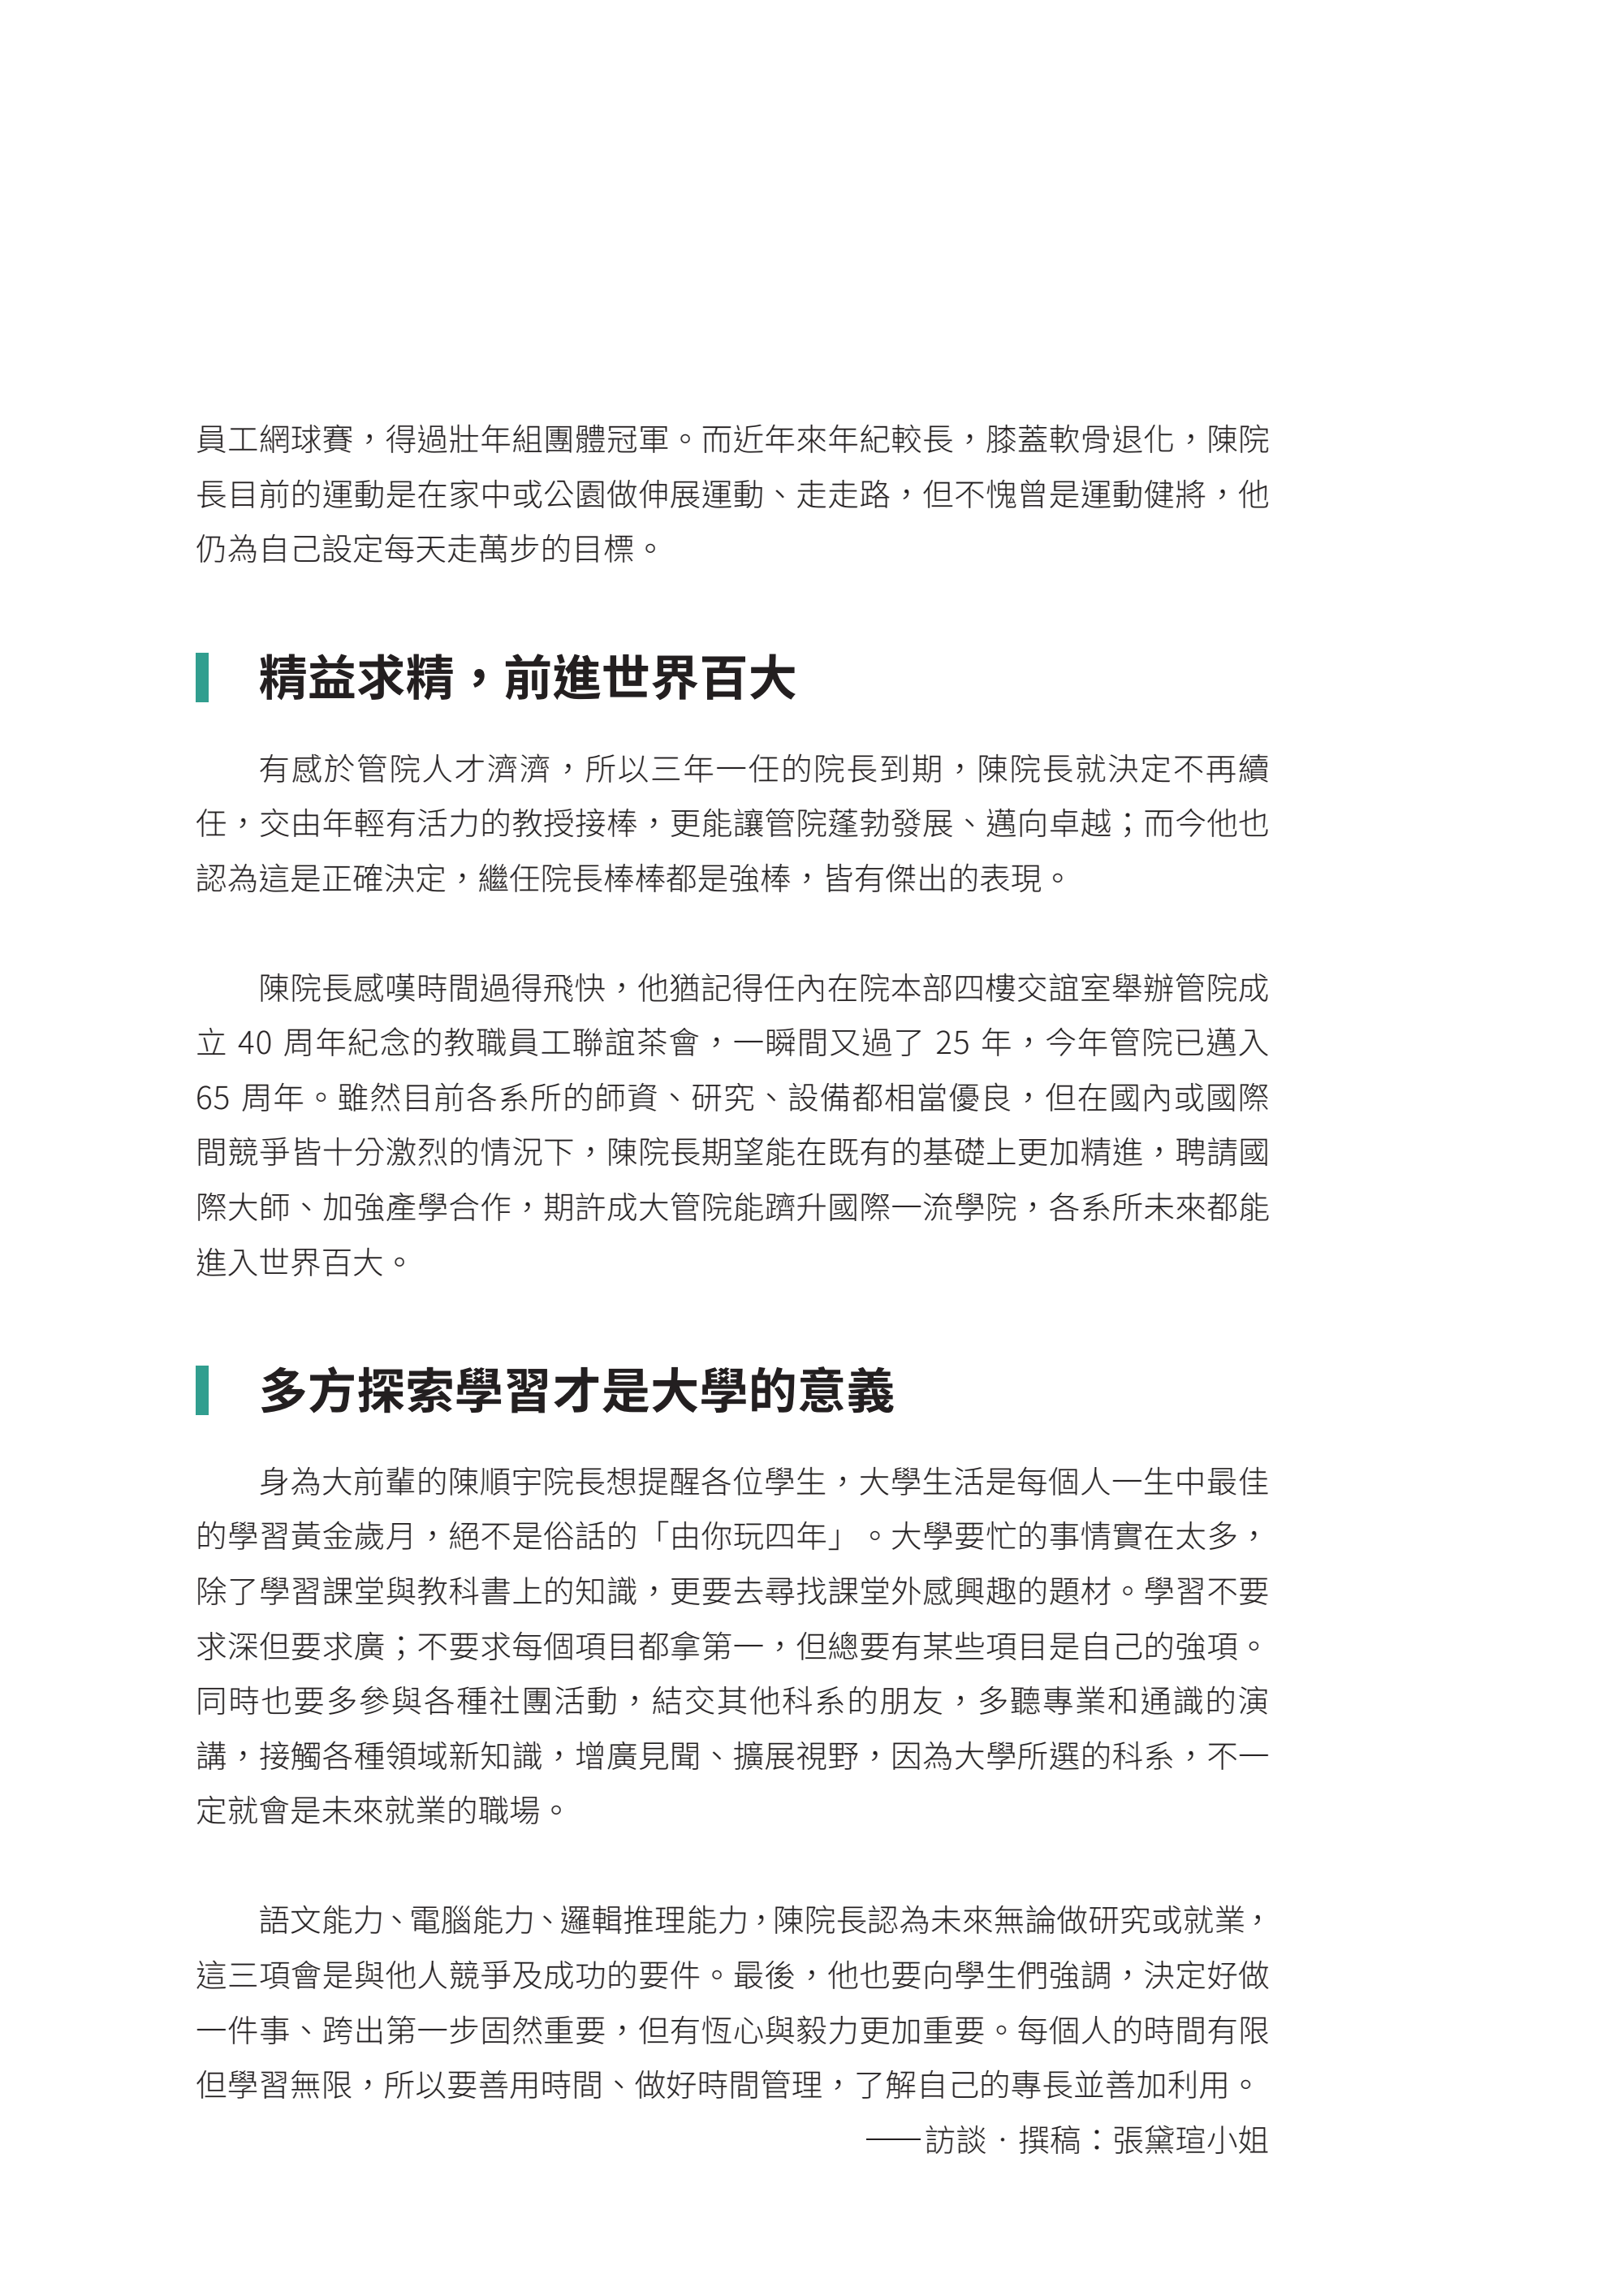 員工網球賽，得過壯年組團體冠軍。而近年來年紀較長，膝蓋軟骨退化，陳院
長目前的運動是在家中或公園做伸展運動、走走路，但不愧曾是運動健將，他
仍為自己設定每天走萬步的目標。
精益求精，前進世界百大
有感於管院人才濟濟，所以三年一任的院長到期，陳院長就決定不再續
任，交由年輕有活力的教授接棒，更能讓管院蓬勃發展、邁向卓越；而今他也
認為這是正確決定，繼任院長棒棒都是強棒，皆有傑出的表現。
陳院長感嘆時間過得飛快，他猶記得任內在院本部四樓交誼室舉辦管院成
立 40 周年紀念的教職員工聯誼茶會，一瞬間又過了 25 年，今年管院已邁入
65 周年。雖然目前各系所的師資、研究、設備都相當優良，但在國內或國際
間競爭皆十分激烈的情況下，陳院長期望能在既有的基礎上更加精進，聘請國
際大師、加強產學合作，期許成大管院能躋升國際一流學院，各系所未來都能
進入世界百大。
多方探索學習才是大學的意義
身為大前輩的陳順宇院長想提醒各位學生，大學生活是每個人一生中最佳
的學習黃金歲月，絕不是俗話的「由你玩四年」。大學要忙的事情實在太多，
除了學習課堂與教科書上的知識，更要去尋找課堂外感興趣的題材。學習不要
求深但要求廣；不要求每個項目都拿第一，但總要有某些項目是自己的強項。
同時也要多參與各種社團活動，結交其他科系的朋友，多聽專業和通識的演
講，接觸各種領域新知識，增廣見聞、擴展視野，因為大學所選的科系，不一
定就會是未來就業的職場。
語文能力、電腦能力、邏輯推理能力，陳院長認為未來無論做研究或就業，
這三項會是與他人競爭及成功的要件。最後，他也要向學生們強調，決定好做
一件事、跨出第一步固然重要，但有恆心與毅力更加重要。每個人的時間有限
但學習無限，所以要善用時間、做好時間管理，了解自己的專長並善加利用。
——訪談．撰稿：張黛瑄小姐